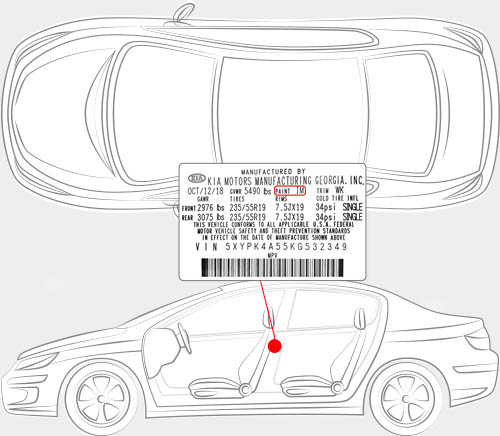 MANUFACTURED BY
KIA KIA MOTORS MANUFACTURING GEORGIA, INC,
OCT/12/18 GVWR 5490 lbs PAINT 1M TRIM WK
GAWR TIRES RIMS COLD TIRE INFL
FRONT 2976 lbs 235/55R19 7.5JX19 34psi SINGLE
REAR 3075 lbs 235/55R19 7.5JX19 34psi SINGLE
THIS VEHICLE CONFORMS TO ALL APPLICABLE U.S.A. FEDERAL
MOTOR VEHICLE SAFETY AND THEFT PREVENTION STANDARDS
IN EFFECT ON THE DATE OF MANUFACTURE SHOWN ABOVE
VIN 5XYPK4A55KG532349
MPV